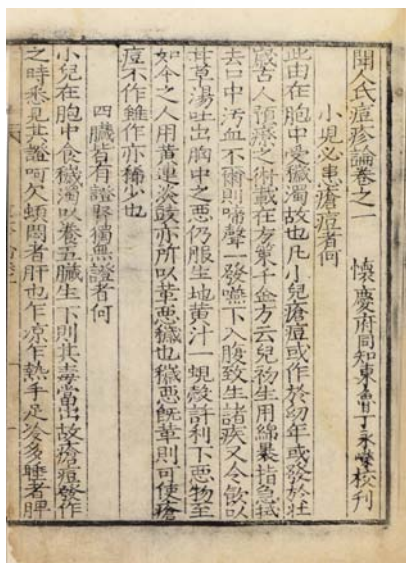 聞人氏痘疹論卷之一 懷慶府同知東魯丁永校刊
小兒必患瘡痘者何
此由在胞中受穢濁故也凡小兒瘡痘或作於幼年或發於壯
歲古人預療之術載在方第千金方云兒初生用綿裹指急拭
去口中汚血不爾則啼聲一發嚥下入腹致生諸疾又令飲以
甘草湯吐出胸中之惡仍服生地黃汁一蜆殼許利下惡物至
如今之人用黃連淡豉亦所以革惡穢也穢惡旣革則可使瘡
痘不作雖作亦稀少也
四臟皆有證腎獨無證者何
小兒在胞中食穢濁以養五臟生下則其毒當出故瘡痘發作
之時悉見其證呵欠頓悶者肝也乍凉乍熱手足冷多睡者脾